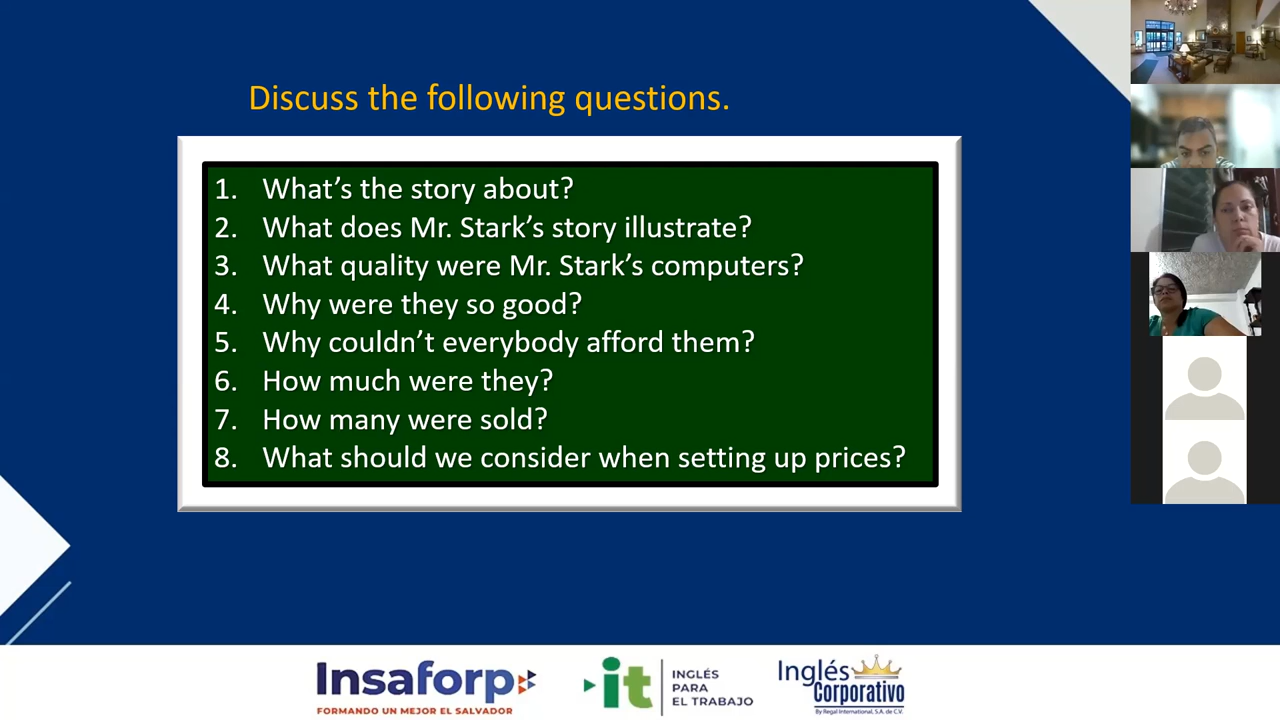 Discuss the following questions.
1. What’s the story about?
2. What does Mr. Stark’s story illustrate?
3. What quality were Mr. Stark’s computers?
4. Why were they so good?
5. Why couldn’t everybody afford them?
6. How much were they?
7. How many were sold?
8. What should we consider when setting up prices?
Insaforp
FORMANDO UN MEJOR EL SALVADOR
it
INGLÉS
PARA
EL TRABAJO
Inglés
Corporativo
By Regal International, S.A. de C.V.